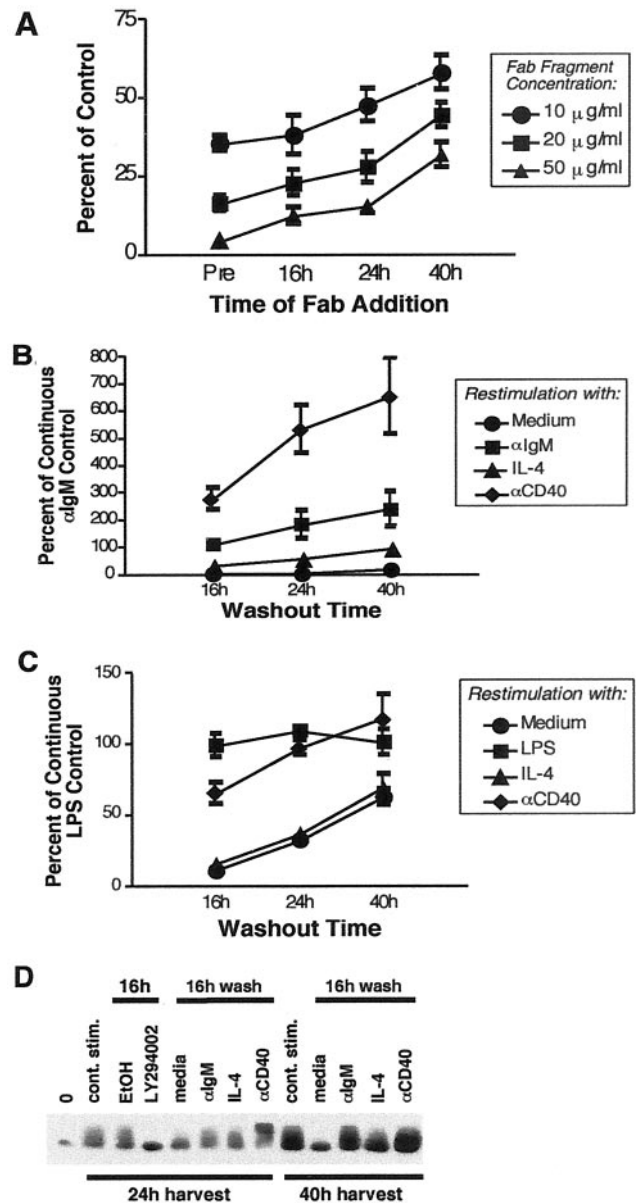 A
75
50
25
0
Percent of Control
Pre 16h 24h 40h
Time of Fab Addition
Fab Fragment
Concentration:
10 μg/ml
20 μg/ml
50 μg/ml
B
800
700
600
500
400
300
200
100
0
Percent of Continuous
αIgM Control
16h 24h 40h
Washout Time
Restimulation with:
Medium
αIgM
IL-4
αCD40
C
150
100
50
0
Percent of Continuous
LPS Control
16h 24h 40h
Washout Time
Restimulation with:
Medium
LPS
IL-4
αCD40
D
16h 16h wash 16h wash
0 cont. stim. EtOH LY294002 media αIgM IL-4 αCD40 cont. stim. media αIgM IL-4 αCD40
24h harvest 40h harvest